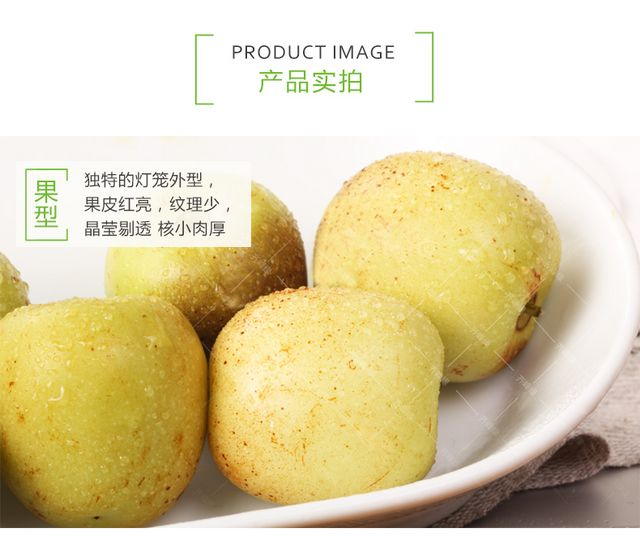 PRODUCT IMAGE
产品实拍
果型
独特的灯笼外型，
果皮红亮，纹理少，
晶莹剔透 核小肉厚